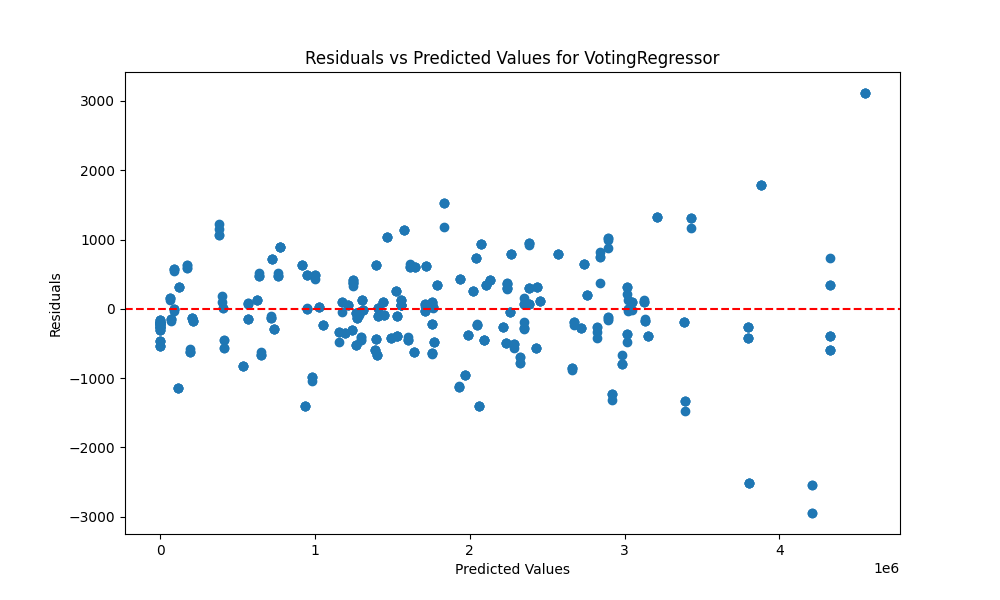 Residuals vs Predicted Values for VotingRegressor
Residuals
3000
2000
1000
0
−1000
−2000
−3000
0 1 2 3 4
1e6
Predicted Values